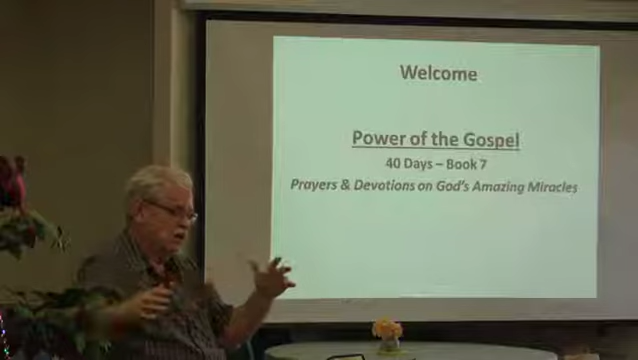 Welcome
Power of the Gospel
40 Days – Book 7
Prayers & Devotions on God's Amazing Miracles